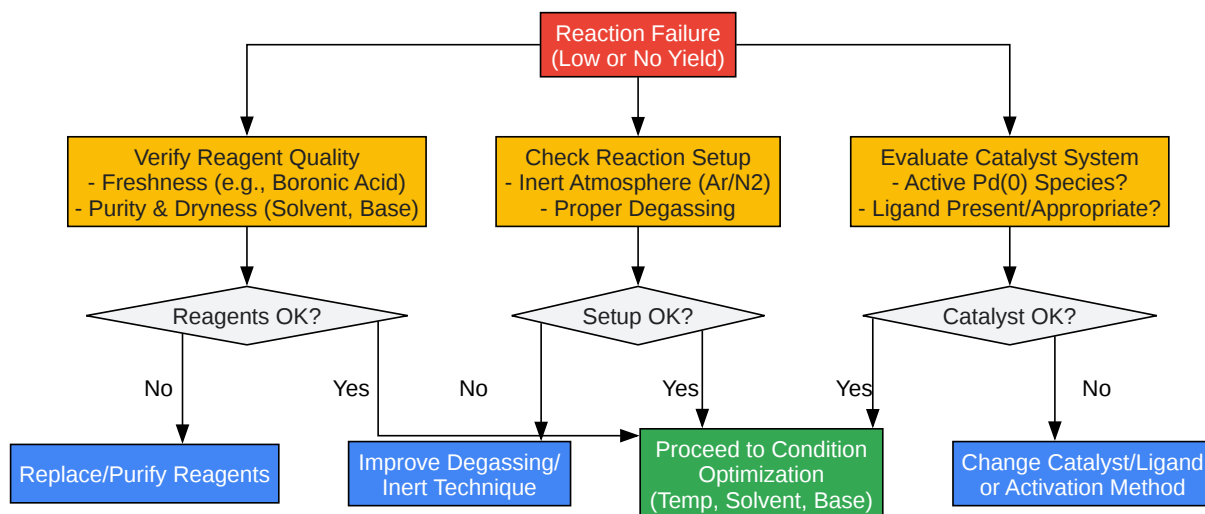 Reaction Failure
(Low or No Yield)
Verify Reagent Quality
- Freshness (e.g., Boronic Acid)
- Purity & Dryness (Solvent, Base)
Check Reaction Setup
- Inert Atmosphere (Ar/N2)
- Proper Degassing
Evaluate Catalyst System
- Active Pd(0) Species?
- Ligand Present/Appropriate?
Reagents OK?
Setup OK?
Catalyst OK?
No
Yes
No
Yes
Yes
No
Replace/Purify Reagents
Improve Degassing/
Inert Technique
Proceed to Condition
Optimization
(Temp, Solvent, Base)
Change Catalyst/Ligand
or Activation Method